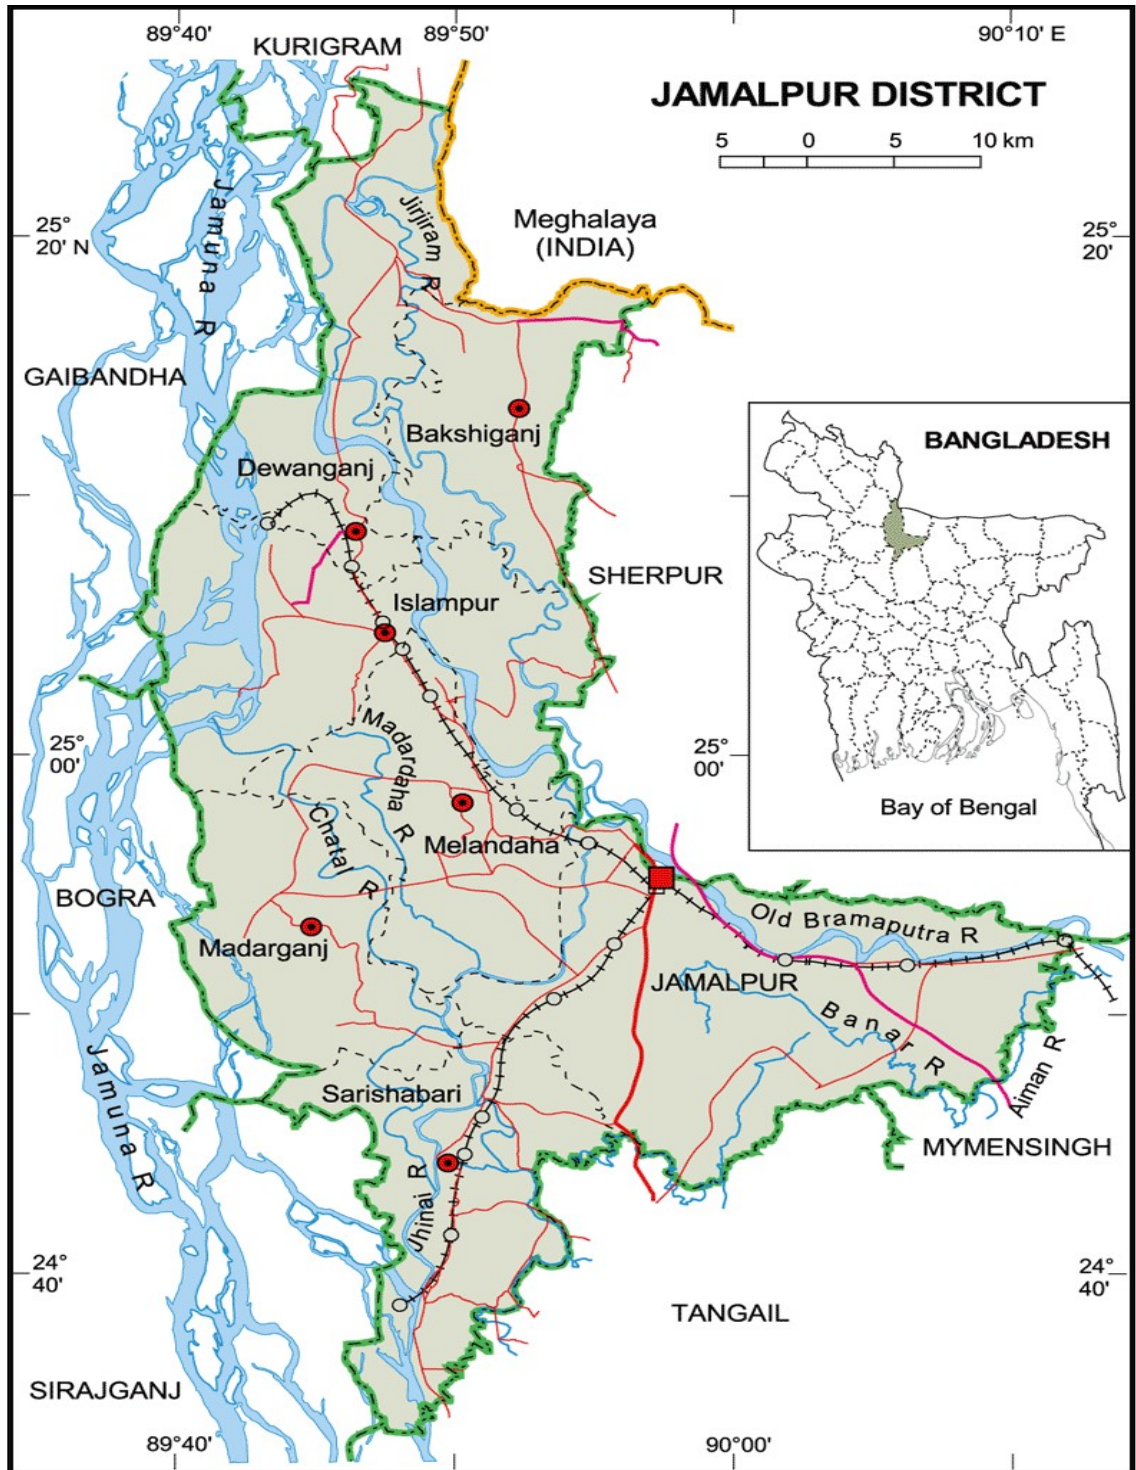 89°40'
89°50'
90°10' E
KURIGRAM
JAMALPUR DISTRICT
5 0 5 10 km
Jamuna R
Jirjiram R
Meghalaya
(INDIA)
25°
20' N
25°
20'
GAIBANDHA
Bakshiganj
BANGLADESH
Dewanganj
SHERPUR
Islampur
Madardaha R
25°
00'
25°
00'
Bay of Bengal
Chatal R
Melandaha
BOGRA
Old Bramaputra R
Madarganj
JAMALPUR
Banar R
Jamuna R
Aiman R
Sarishabari
MYMENSINGH
Jhinai R
24°
40'
24°
40'
TANGAIL
SIRAJGANJ
89°40'
90°00'